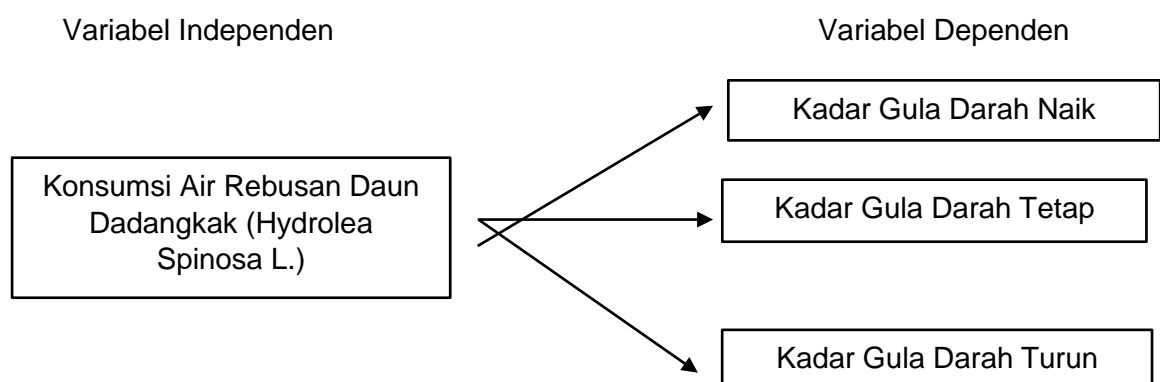 Variabel Independen
Variabel Dependen
Kadar Gula Darah Naik
Konsumsi Air Rebusan Daun
Dadangkak (Hydrolea
Spinosa L.)
Kadar Gula Darah Tetap
Kadar Gula Darah Turun